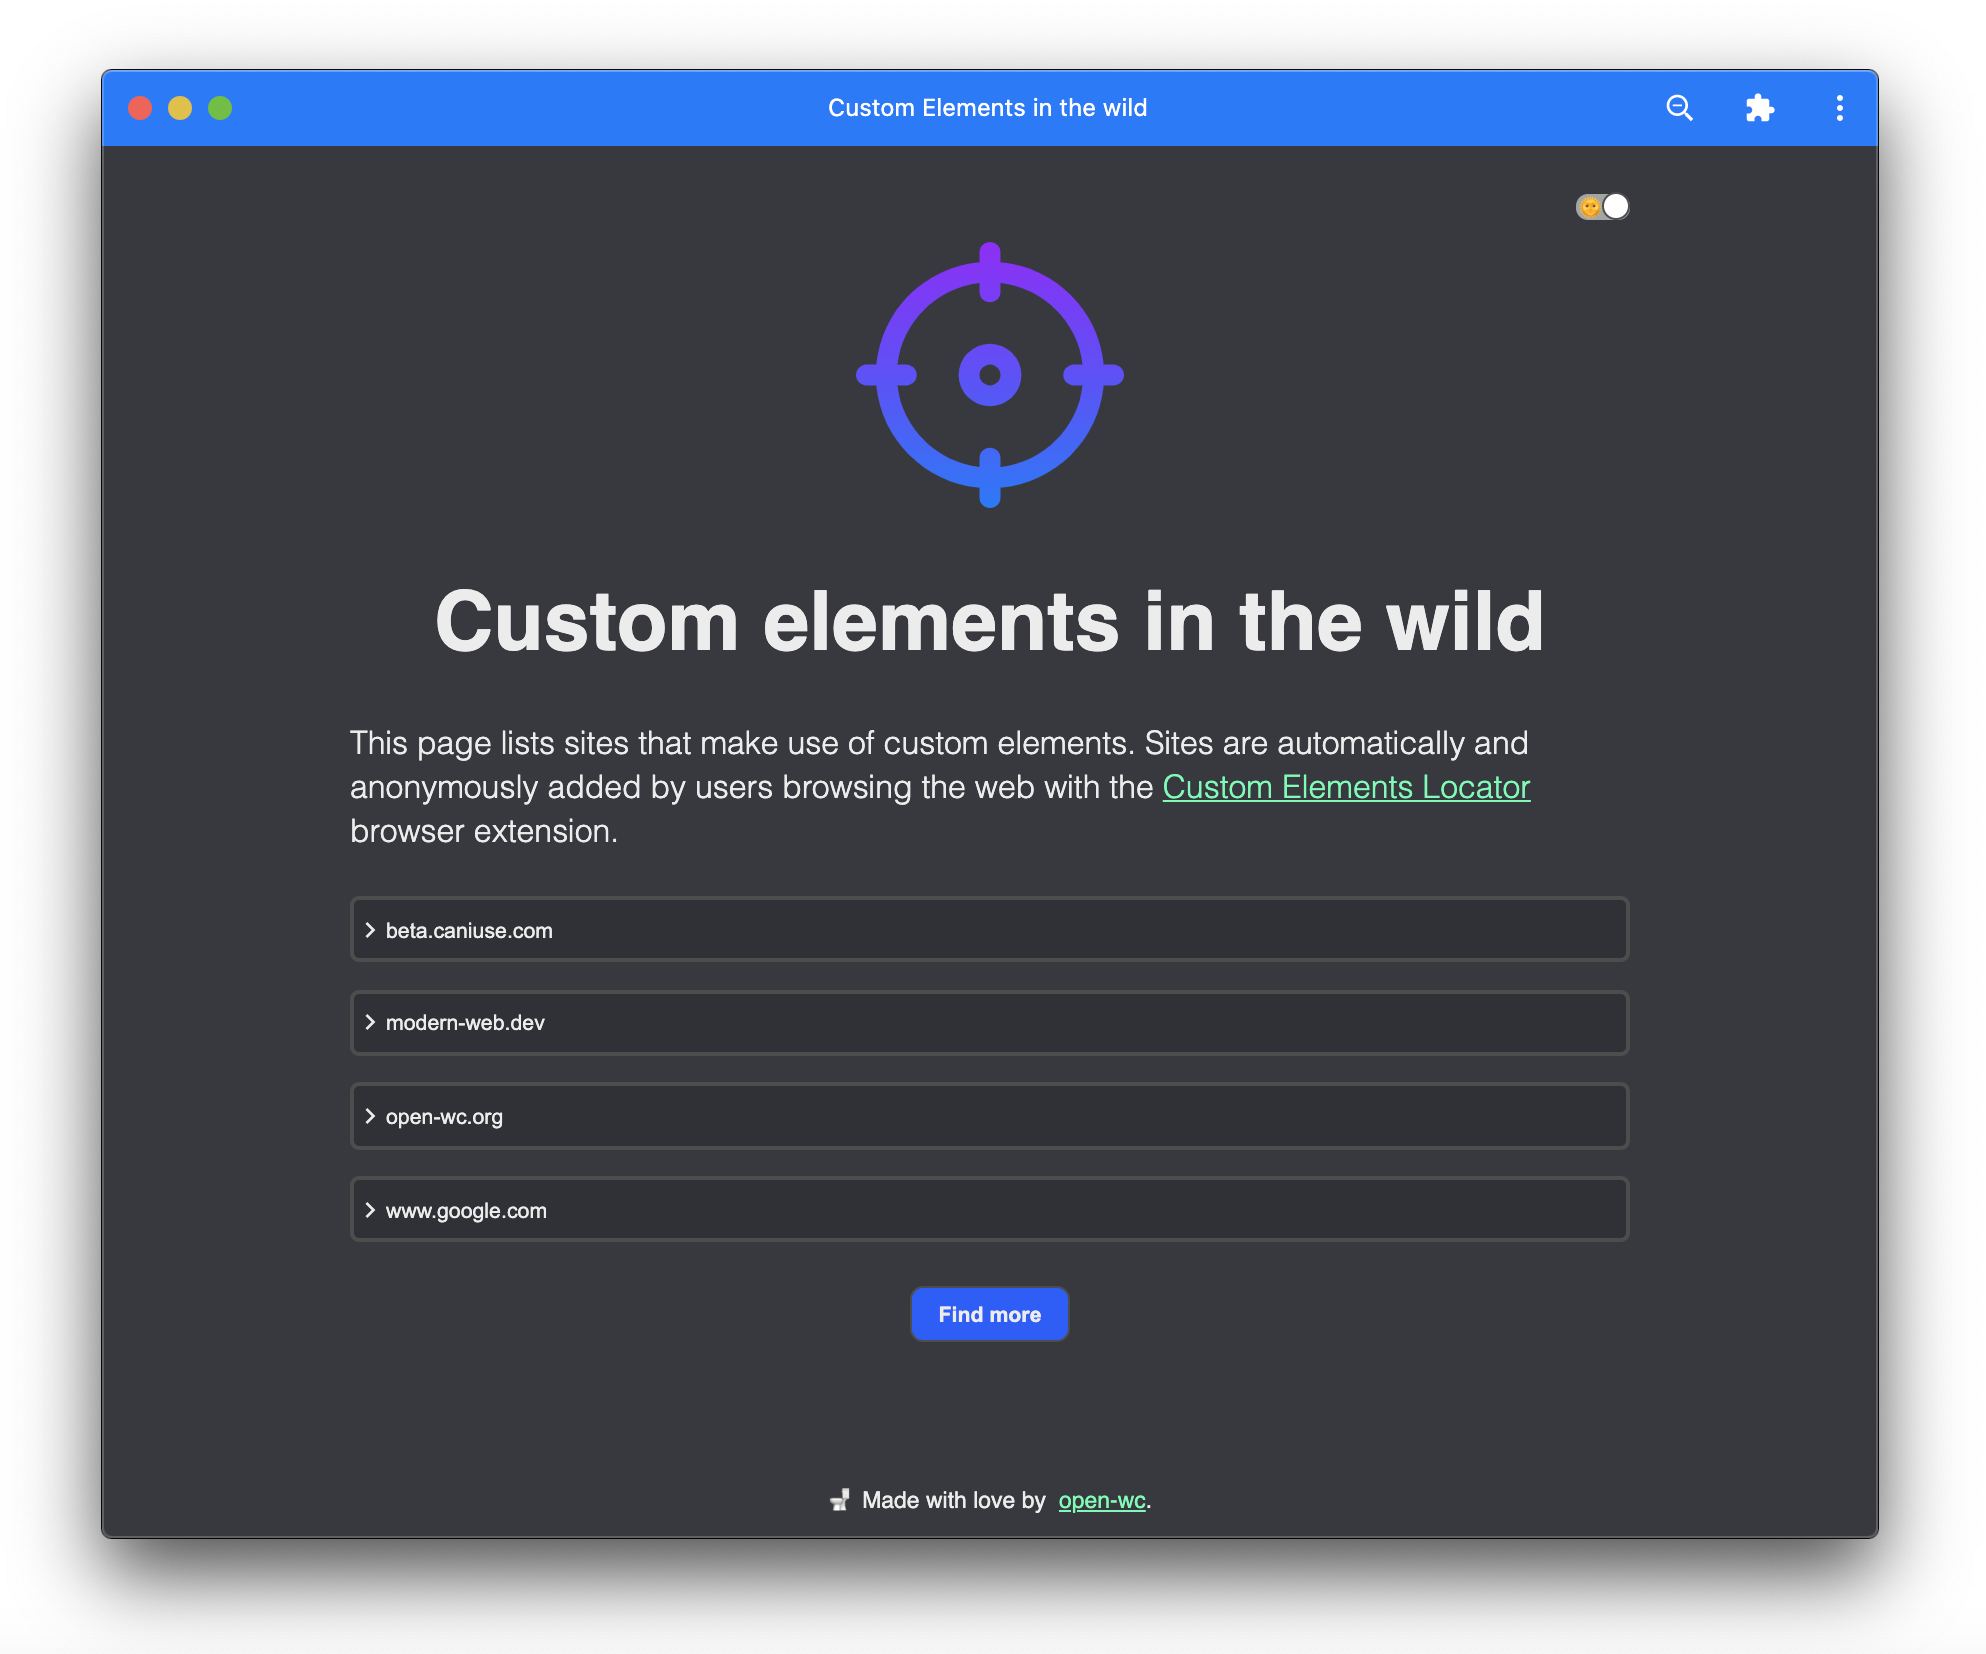 Custom Elements in the wild
Custom elements in the wild
This page lists sites that make use of custom elements. Sites are automatically and
anonymously added by users browsing the web with the Custom Elements Locator
browser extension.
beta.caniuse.com
modern-web.dev
open-wc.org
www.google.com
Find more
🚽 Made with love by open-wc.